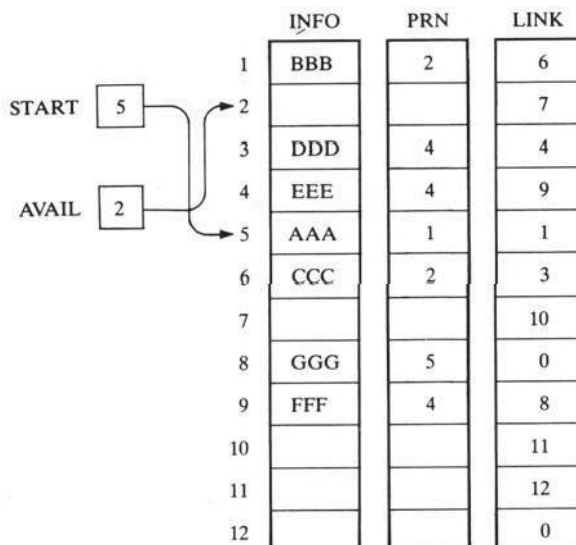 INFO PRN LINK
1 BBB 2 6
START 5 2 7
3 DDD 4 4
4 EEE 4 9
AVAIL 2
5 AAA 1 1
6 CCC 2 3
7 10
8 GGG 5 0
9 FFF 4 8
10 11
11 12
12 0